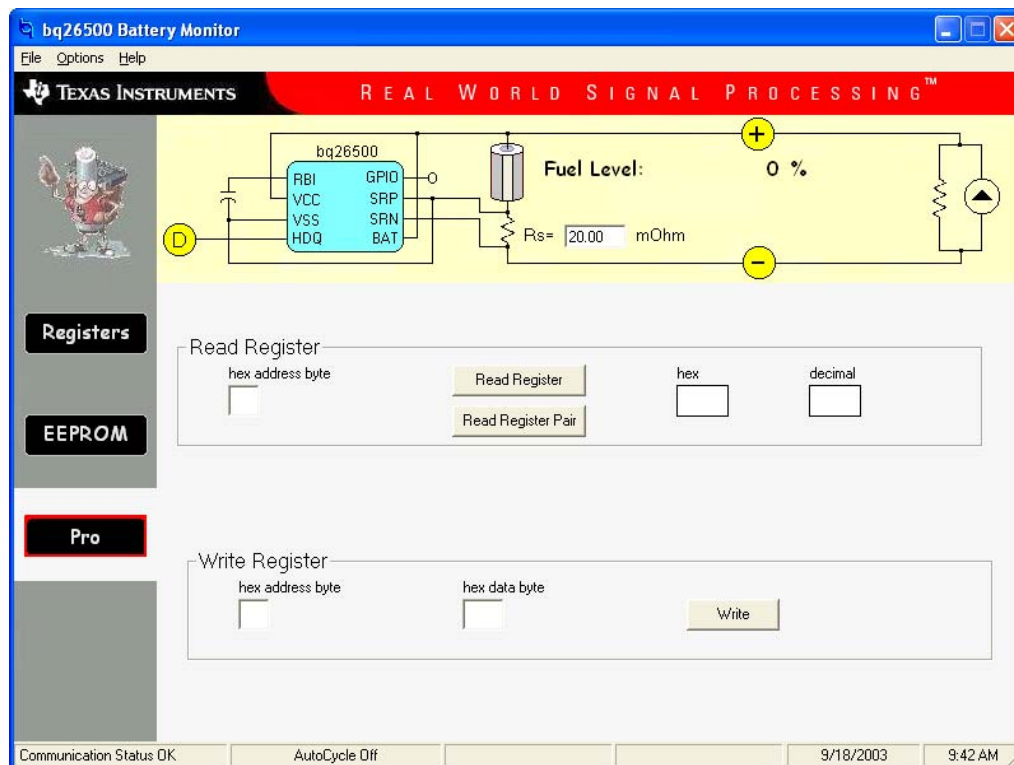 bq26500 Battery Monitor
File Options Help
TEXAS INSTRUMENTS
REAL WORLD SIGNAL PROCESSING™
bq26500
RBI GPIO
VCC SRP
VSS SRN
HDQ BAT
D
+
Fuel Level: 0 %
Rs= 20.00 mOhm
−
Registers
EEPROM
Pro
Read Register
hex address byte
Read Register
Read Register Pair
hex
decimal
Write Register
hex address byte
hex data byte
Write
Communication Status OK
AutoCycle Off
9/18/2003
9:42 AM